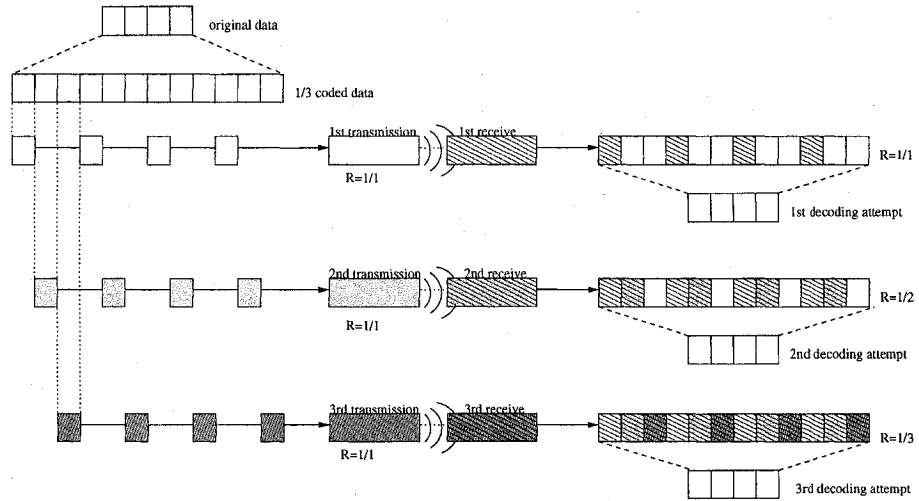 original data
1/3 coded data
1st transmission
1st receive
R=1/1
R=1/1
1st decoding attempt
2nd transmission
2nd receive
R=1/1
R=1/2
2nd decoding attempt
3rd transmission
3rd receive
R=1/1
R=1/3
3rd decoding attempt